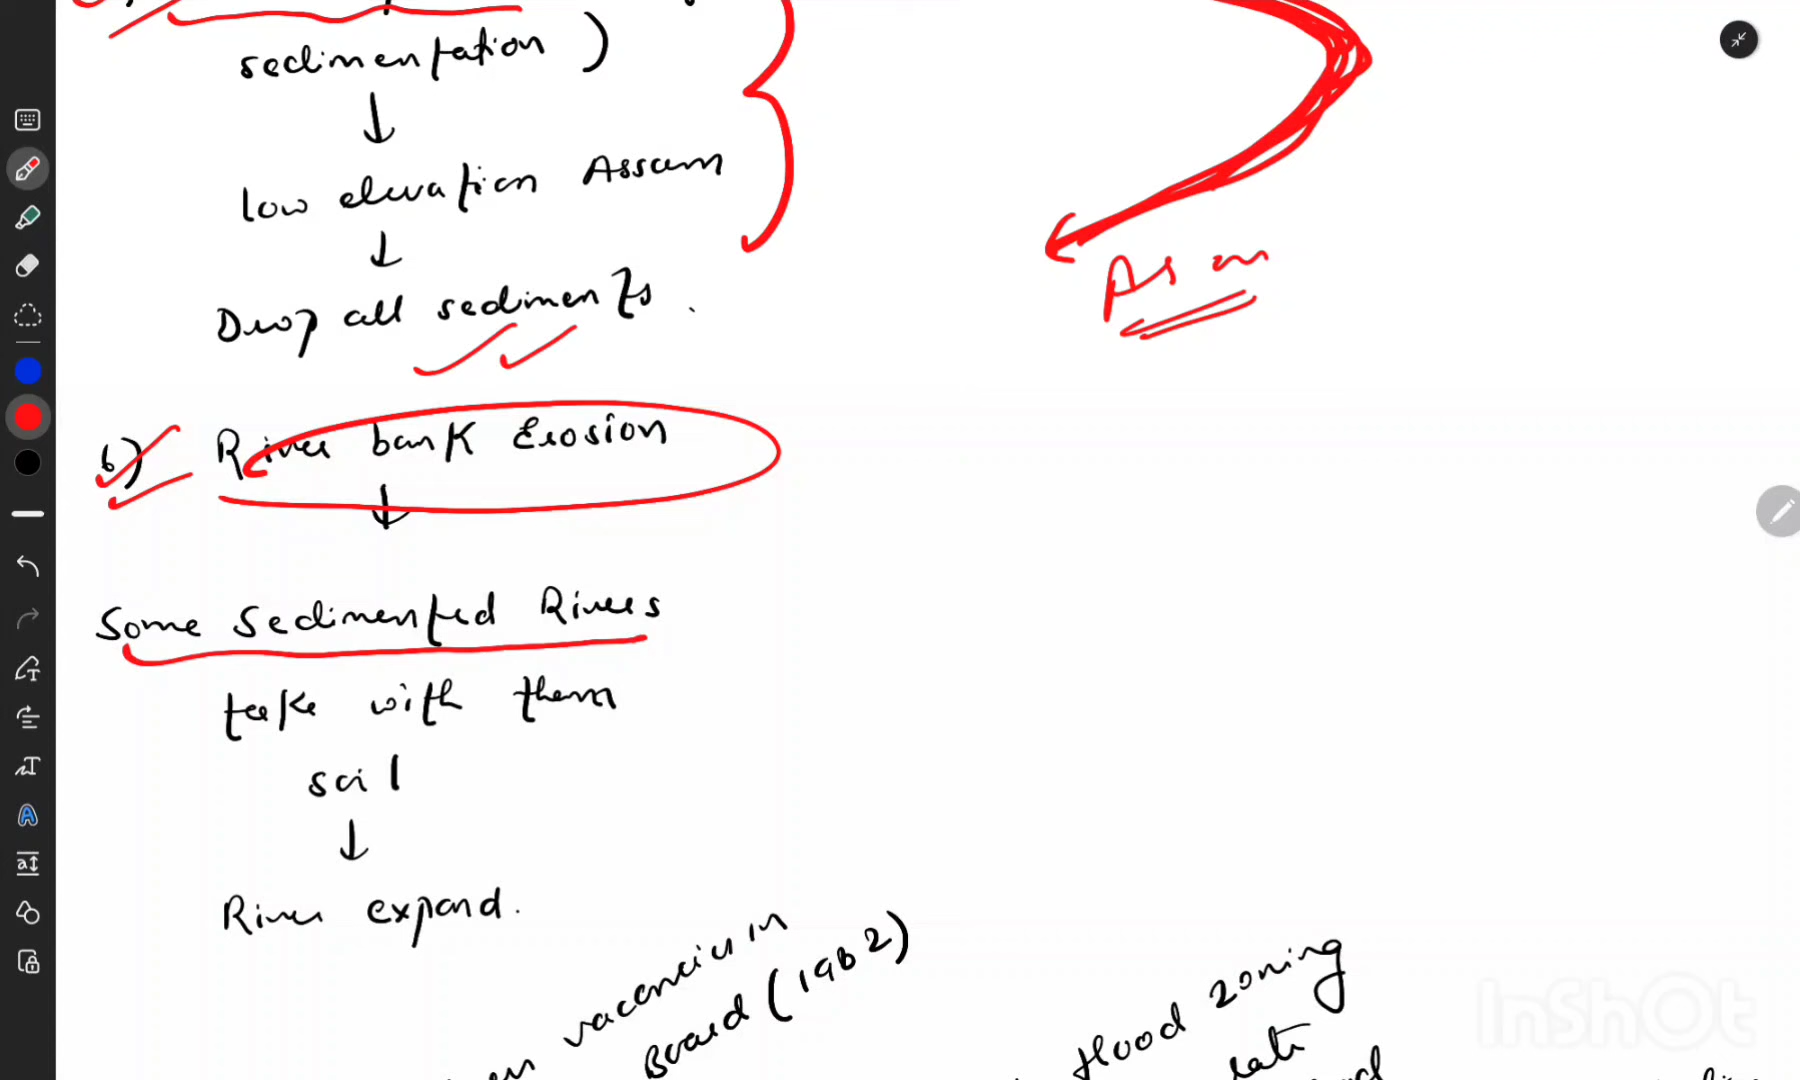 sedimentation )
low elevation Assam
Drop all sediments .
b) River bank Erosion
Some Sedimented Rivers
take with them
soil
River expand .
vacancies in
Board (1982)
flood zoning
InShOt